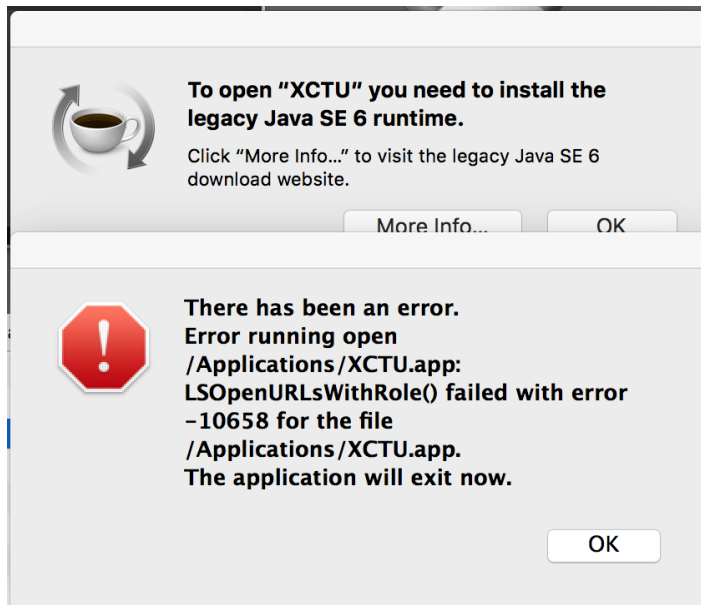 To open “XCTU” you need to install the
legacy Java SE 6 runtime.
Click “More Info…” to visit the legacy Java SE 6
download website.
More Info... OK
There has been an error.
Error running open
/Applications/XCTU.app:
LSOpenURLsWithRole() failed with error
-10658 for the file
/Applications/XCTU.app.
The application will exit now.
OK